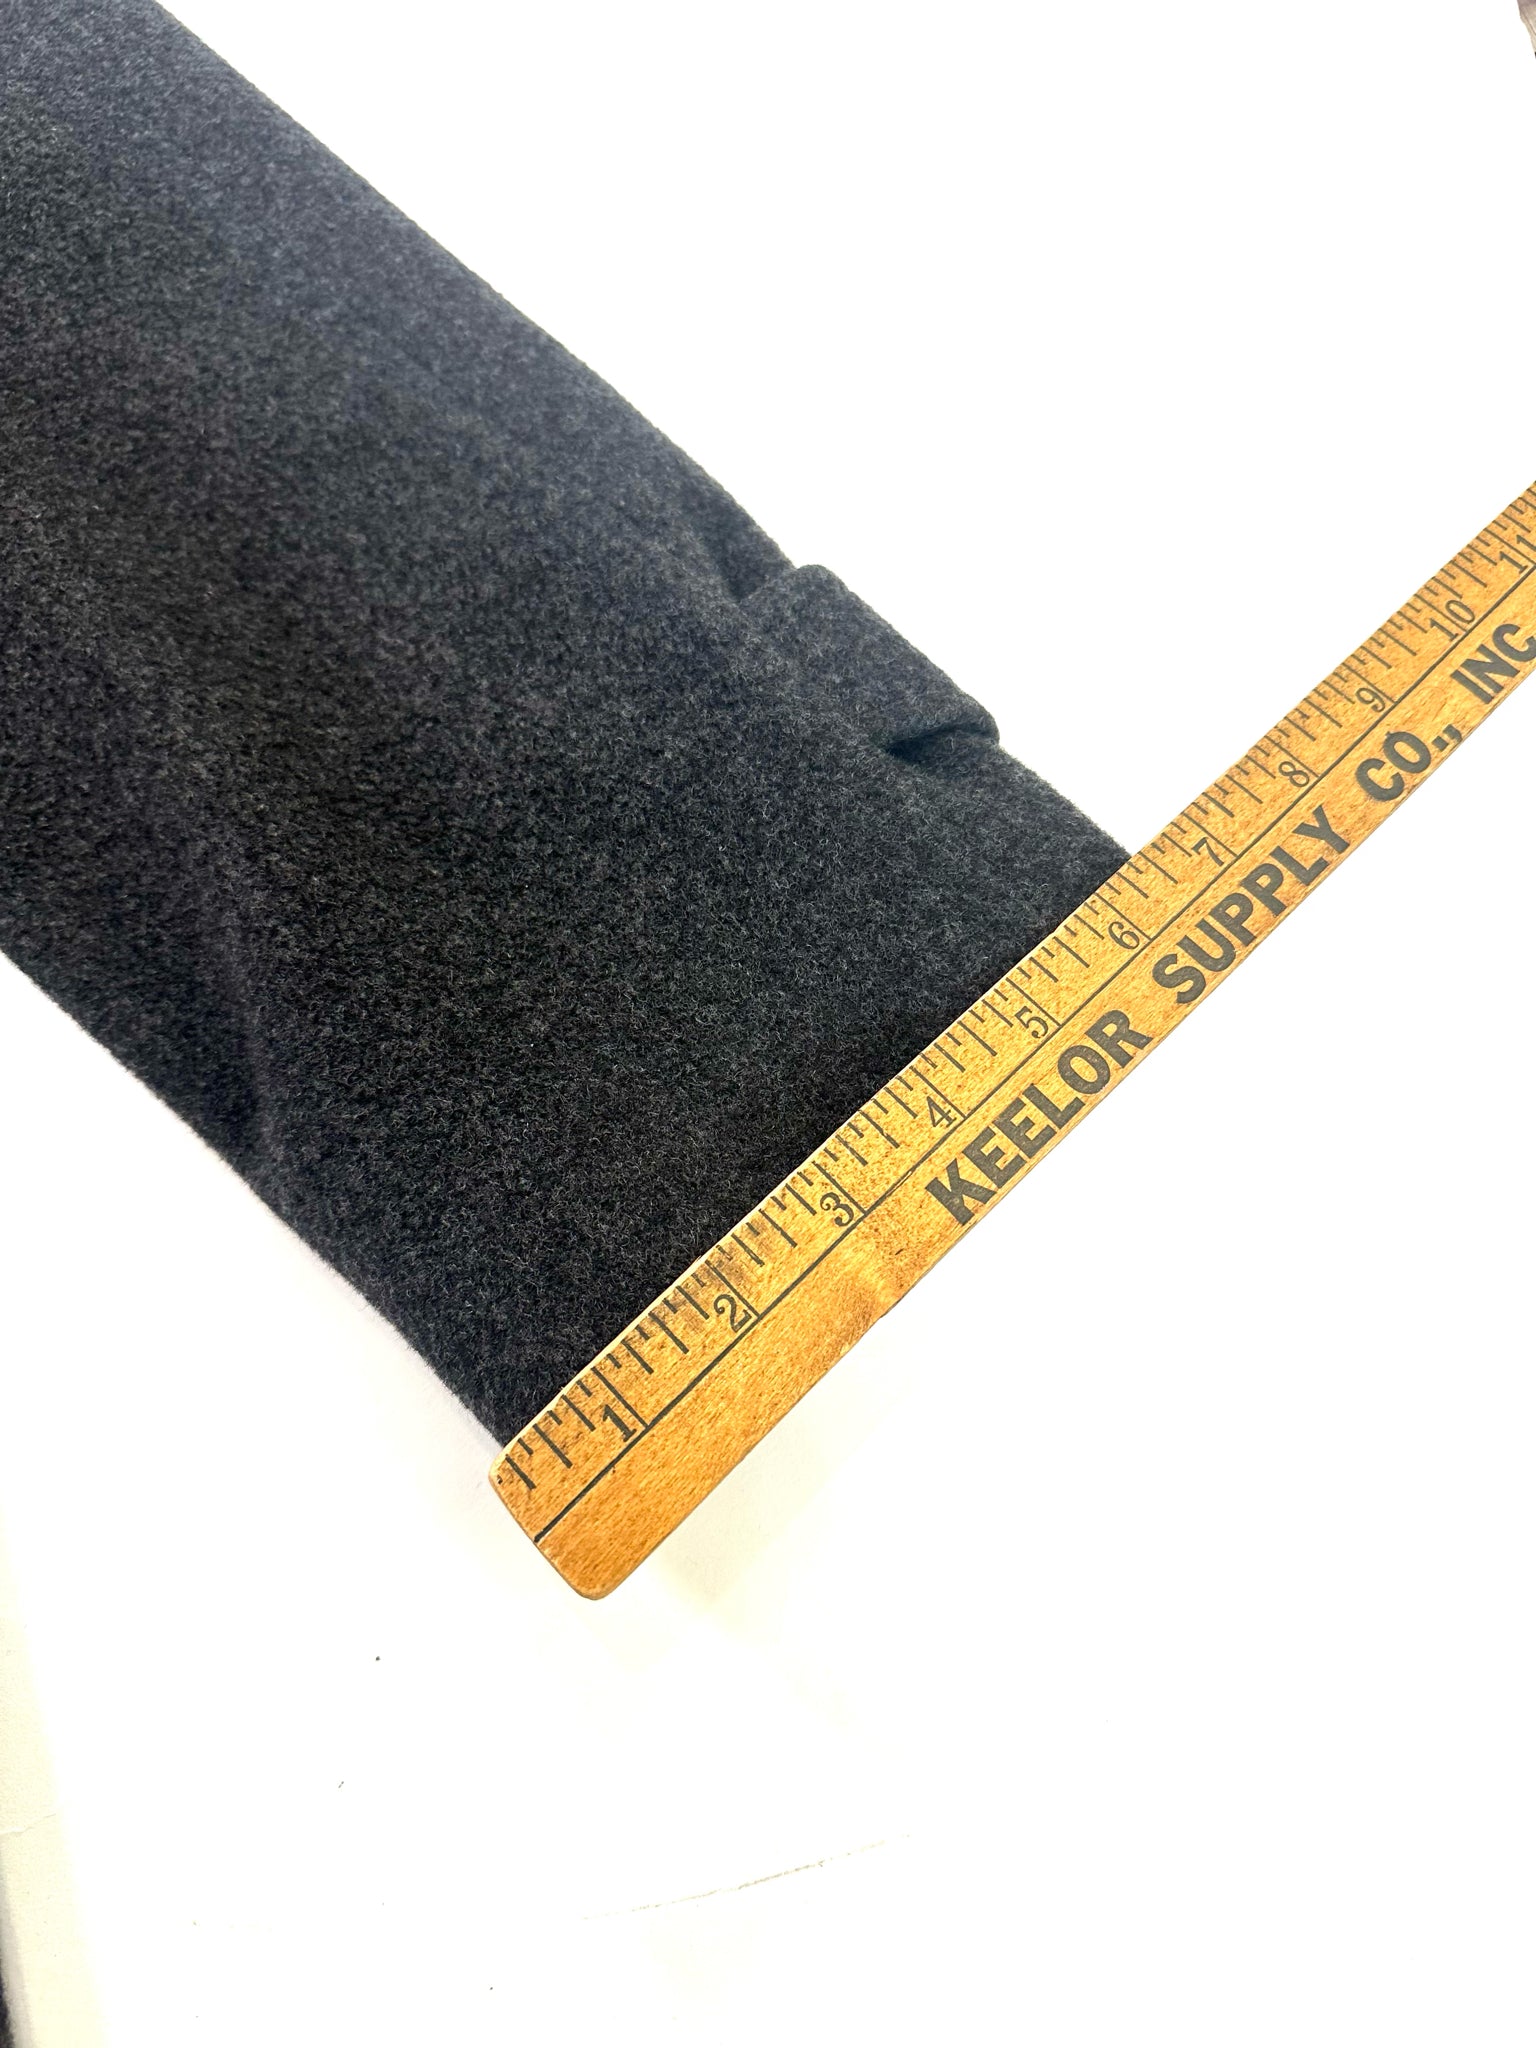 1 2 3 4 5 6 7 8 9 10 11
KEELOR SUPPLY CO., INC